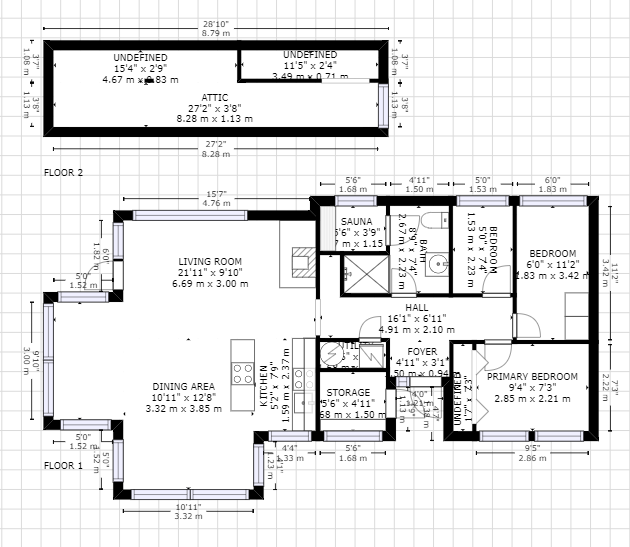 28'10"
8.79 m
3'7"
1.08 m
3'8"
1.13 m
UNDEFINED
15'4" x 2'9"
4.67 m x 0.83 m
UNDEFINED
11'5" x 2'4"
3.49 m x 0.71 m
ATTIC
27'2" x 3'8"
8.28 m x 1.13 m
3'7"
1.08 m
3'8"
1.13 m
27'2"
8.28 m
FLOOR 2
15'7"
4.76 m
5'6"
1.68 m
4'11"
1.50 m
5'0"
1.53 m
6'0"
1.83 m
6'0"
1.82 m
5'0"
1.52 m
9'10"
3.00 m
LIVING ROOM
21'11" x 9'10"
6.69 m x 3.00 m
SAUNA
5'6" x 3'9"
m x 1.15
BATH
8'9" x 7'4"
2.67 m x 2.23 m
BEDROOM
5'0" x 7'4"
1.53 m x 2.23 m
BEDROOM
6'0" x 11'2"
1.83 m x 3.42 m
11'2"
3.42 m
HALL
16'1" x 6'11"
4.91 m x 2.10 m
FOYER
4'11" x 3'1"
50 m x 0.94
DINING AREA
10'11" x 12'8"
3.32 m x 3.85 m
KITCHEN
5'2" x 7'9"
1.59 m x 2.37 m
STORAGE
5'6" x 4'11"
68 m x 1.50 m
4'0"
1.21 m
UNDEFINED
PRIMARY BEDROOM
9'4" x 7'3"
2.85 m x 2.21 m
7'3"
2.22 m
5'0"
1.52 m
5'0"
1.52 m
FLOOR 1
4'4"
1.33 m
4'1"
1.23 m
5'6"
1.68 m
9'5"
2.86 m
10'11"
3.32 m